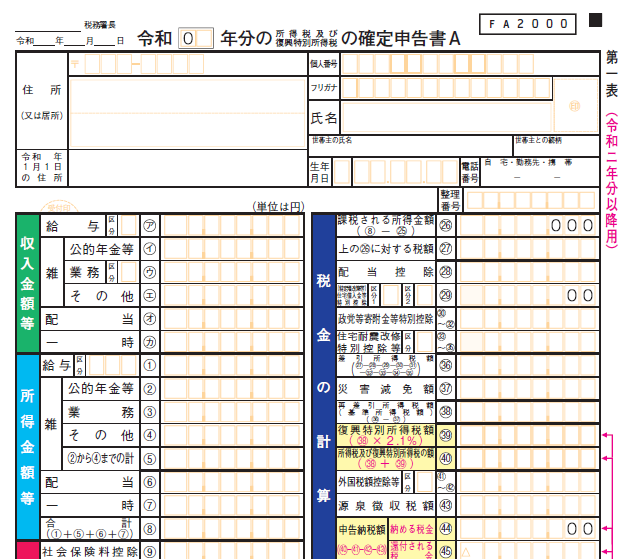 税務署長
令和 年 月 日
令和 0 年分の 所得税及び 復興特別所得税 の確定申告書A
FA2000
第一表(令和二年分以降用)
住所
(又は居所)
〒
個人番号
フリガナ
氏名
印
世帯主の氏名
世帯主との続柄
令和 年
1月1日
の住所
生年
月日
電話
番号
自宅・勤務先・携帯
整理
番号
受付印
(単位は円)
収入金額等
給与 区分 ㋐
雑
公的年金等 ㋑
業務 区分 ㋒
その他 ㋓
配当 ㋔
一時 ㋕
所得金額等
給与 区分 ①
雑
公的年金等 ②
業務 ③
その他 ④
②から④までの計 ⑤
配当 ⑥
一時 ⑦
合計
(①+⑤+⑥+⑦) ⑧
社会保険料控除 ⑨
税金の計算
課税される所得金額
(⑧-㉕) ㉖ 000
上の㉖に対する税額 ㉗
配当控除 ㉘
区分1 区分2 ㉙ 00
政党等寄附金等特別控除 ㉚~㉜
住宅耐震改修
特別控除等 区分 ㉝~㉟
差引所得税額
(㉗-㉘-㉙-㉚-㉛
-㉜-㉝-㉞-㉟) ㊱
災害減免額 ㊲
再差引所得税額
(基準所得税額)
(㊱-㊲) ㊳
復興特別所得税額
(㊳×2.1%) ㊴
所得税及び復興特別所得税の額
(㊳+㊴) ㊵
外国税額控除等 区分 ㊶~㊷
源泉徴収税額 ㊸
申告納税額
(㊵-㊶-㊷-㊸)
納める税金 ㊹ 00
還付される
税金 ㊺ △